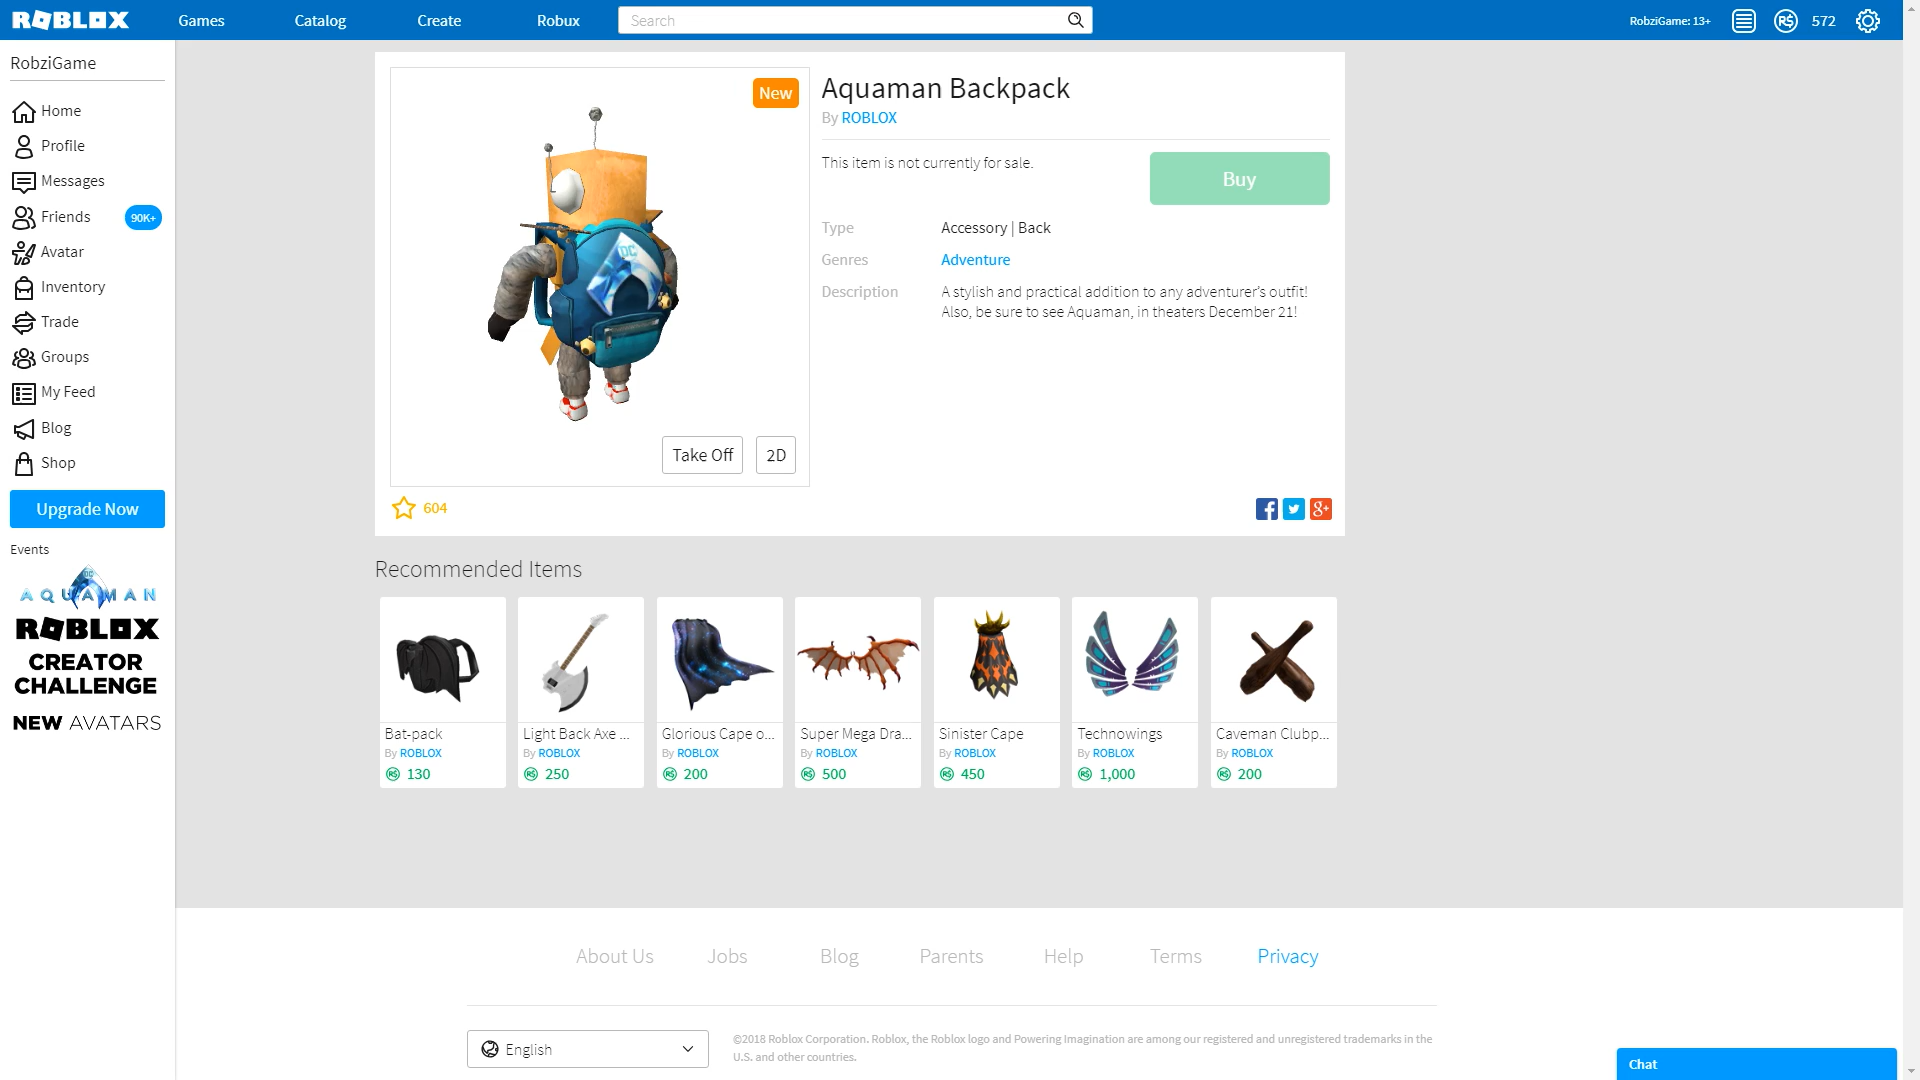 ROBLOX
Games
Catalog
Create
Robux
Search
RobziGame: 13+
572
RobziGame
Home
Profile
Messages
Friends
90K+
Avatar
Inventory
Trade
Groups
My Feed
Blog
Shop
Upgrade Now
Events
DC
AQUAMAN
ROBLOX
CREATOR
CHALLENGE
NEW AVATARS
New
DC
Take Off
2D
604
Aquaman Backpack
By ROBLOX
This item is not currently for sale.
Buy
Type
Accessory | Back
Genres
Adventure
Description
A stylish and practical addition to any adventurer's outfit!
Also, be sure to see Aquaman, in theaters December 21!
Recommended Items
Bat-pack
By ROBLOX
130
Light Back Axe ...
By ROBLOX
250
Glorious Cape o...
By ROBLOX
200
Super Mega Dra...
By ROBLOX
500
Sinister Cape
By ROBLOX
450
Technowings
By ROBLOX
1,000
Caveman Clubp...
By ROBLOX
200
About Us
Jobs
Blog
Parents
Help
Terms
Privacy
English
©2018 Roblox Corporation. Roblox, the Roblox logo and Powering Imagination are among our registered and unregistered trademarks in the
U.S. and other countries.
Chat